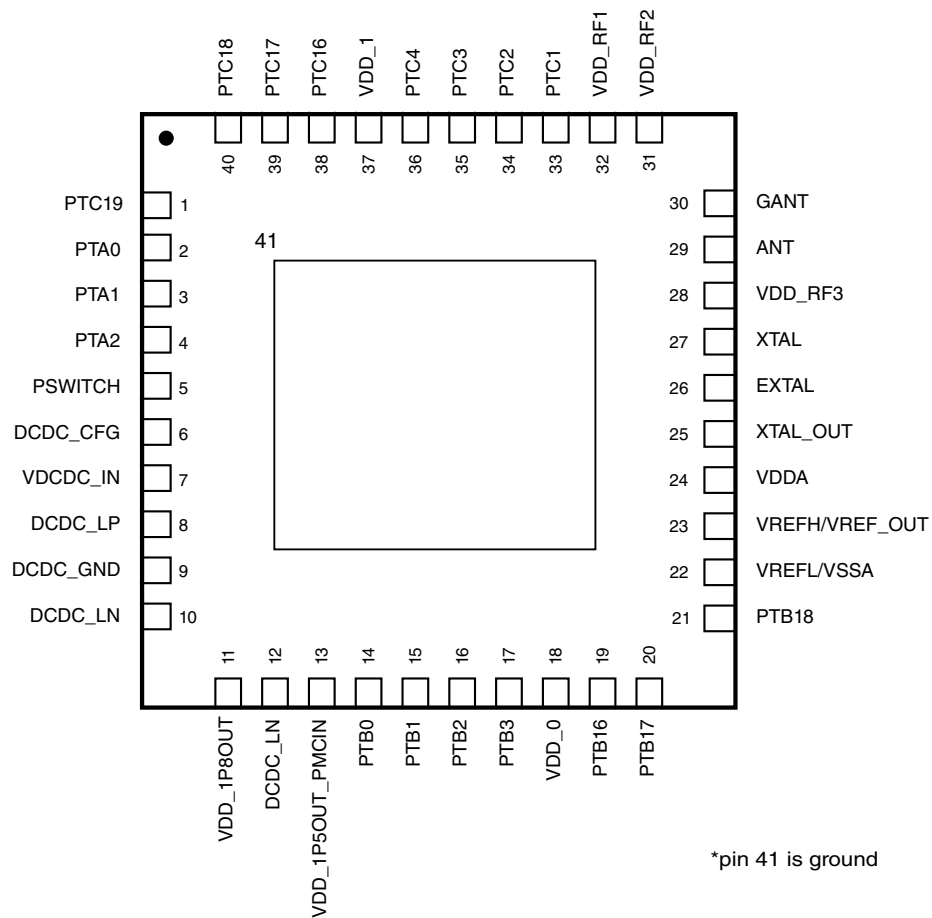 PTC18
PTC17
PTC16
VDD_1
PTC4
PTC3
PTC2
PTC1
VDD_RF1
VDD_RF2
40
39
38
37
36
35
34
33
32
31
PTC19 1
PTA0 2
PTA1 3
PTA2 4
PSWITCH 5
DCDC_CFG 6
VDCDC_IN 7
DCDC_LP 8
DCDC_GND 9
DCDC_LN 10
41
30 GANT
29 ANT
28 VDD_RF3
27 XTAL
26 EXTAL
25 XTAL_OUT
24 VDDA
23 VREFH/VREF_OUT
22 VREFL/VSSA
21 PTB18
11
12
13
14
15
16
17
18
19
20
VDD_1P8OUT
DCDC_LN
VDD_1P5OUT_PMCIN
PTB0
PTB1
PTB2
PTB3
VDD_0
PTB16
PTB17
*pin 41 is ground